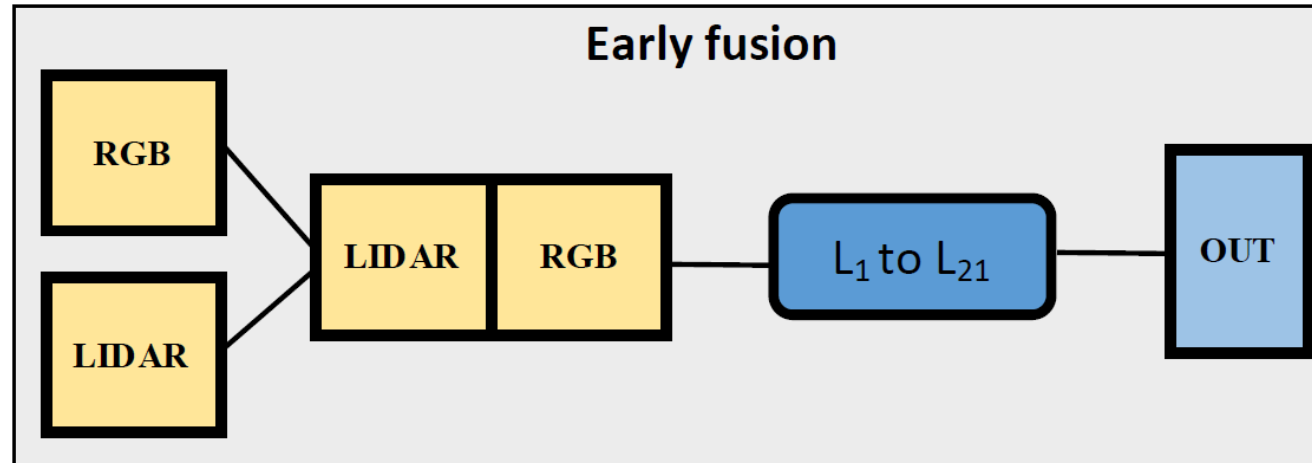 Early fusion
RGB
LIDAR
LIDAR
RGB
L₁ to L₂₁
OUT